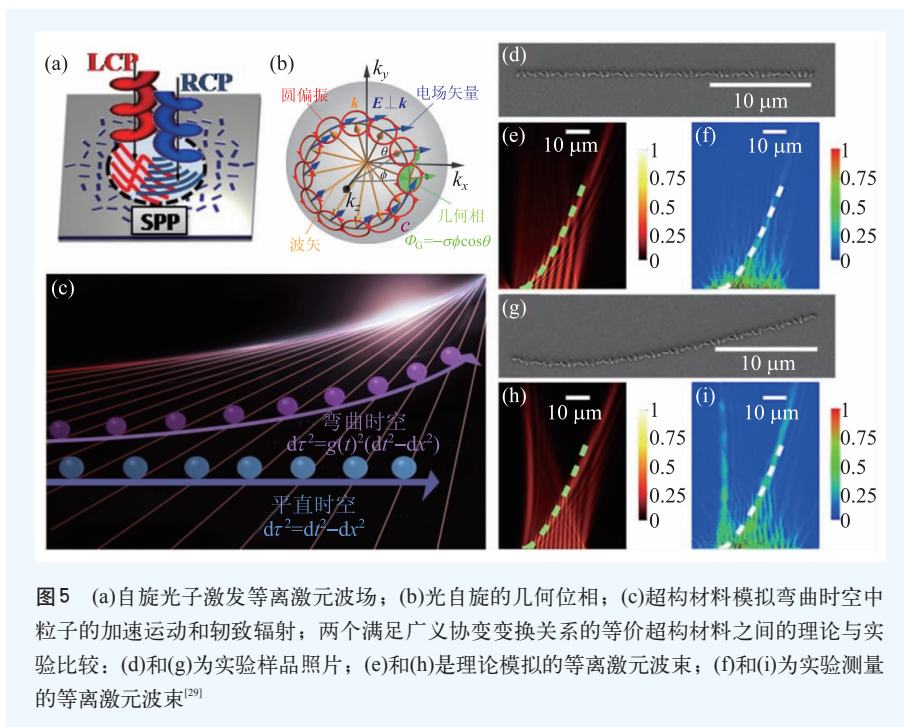 (a)
LCP
RCP
SPP
(b)
k_y
圆偏振
k
E⊥k
电场矢量
θ
ϕ
k_x
k_z
几何相
波矢
C
Φ_G=−σϕcosθ
(c)
弯曲时空
dτ²=g(t)²(dt²−dx²)
平直时空
dτ²=dt²−dx²
(d)
10 μm
(e)
10 μm
1
0.75
0.5
0.25
0
(f)
10 μm
1
0.75
0.5
0.25
0
(g)
10 μm
(h)
10 μm
1
0.75
0.5
0.25
0
(i)
10 μm
1
0.75
0.5
0.25
0
图5 (a)自旋光子激发等离激元波场；(b)光自旋的几何位相；(c)超构材料模拟弯曲时空中
粒子的加速运动和轫致辐射；两个满足广义协变变换关系的等价超构材料之间的理论与实
验比较：(d)和(g)为实验样品照片；(e)和(h)是理论模拟的等离激元波束；(f)和(i)为实验测量
的等离激元波束[29]